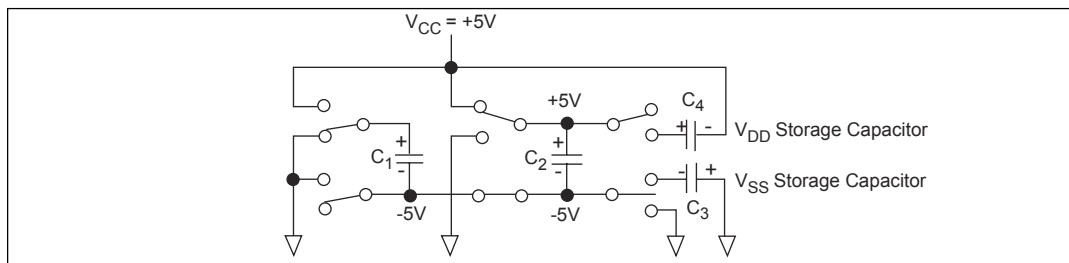 V_CC = +5V
+5V
C_4
+
-
V_DD Storage Capacitor
+
C_1
-
+
C_2
-
-
+
V_SS Storage Capacitor
C_3
-5V
-5V